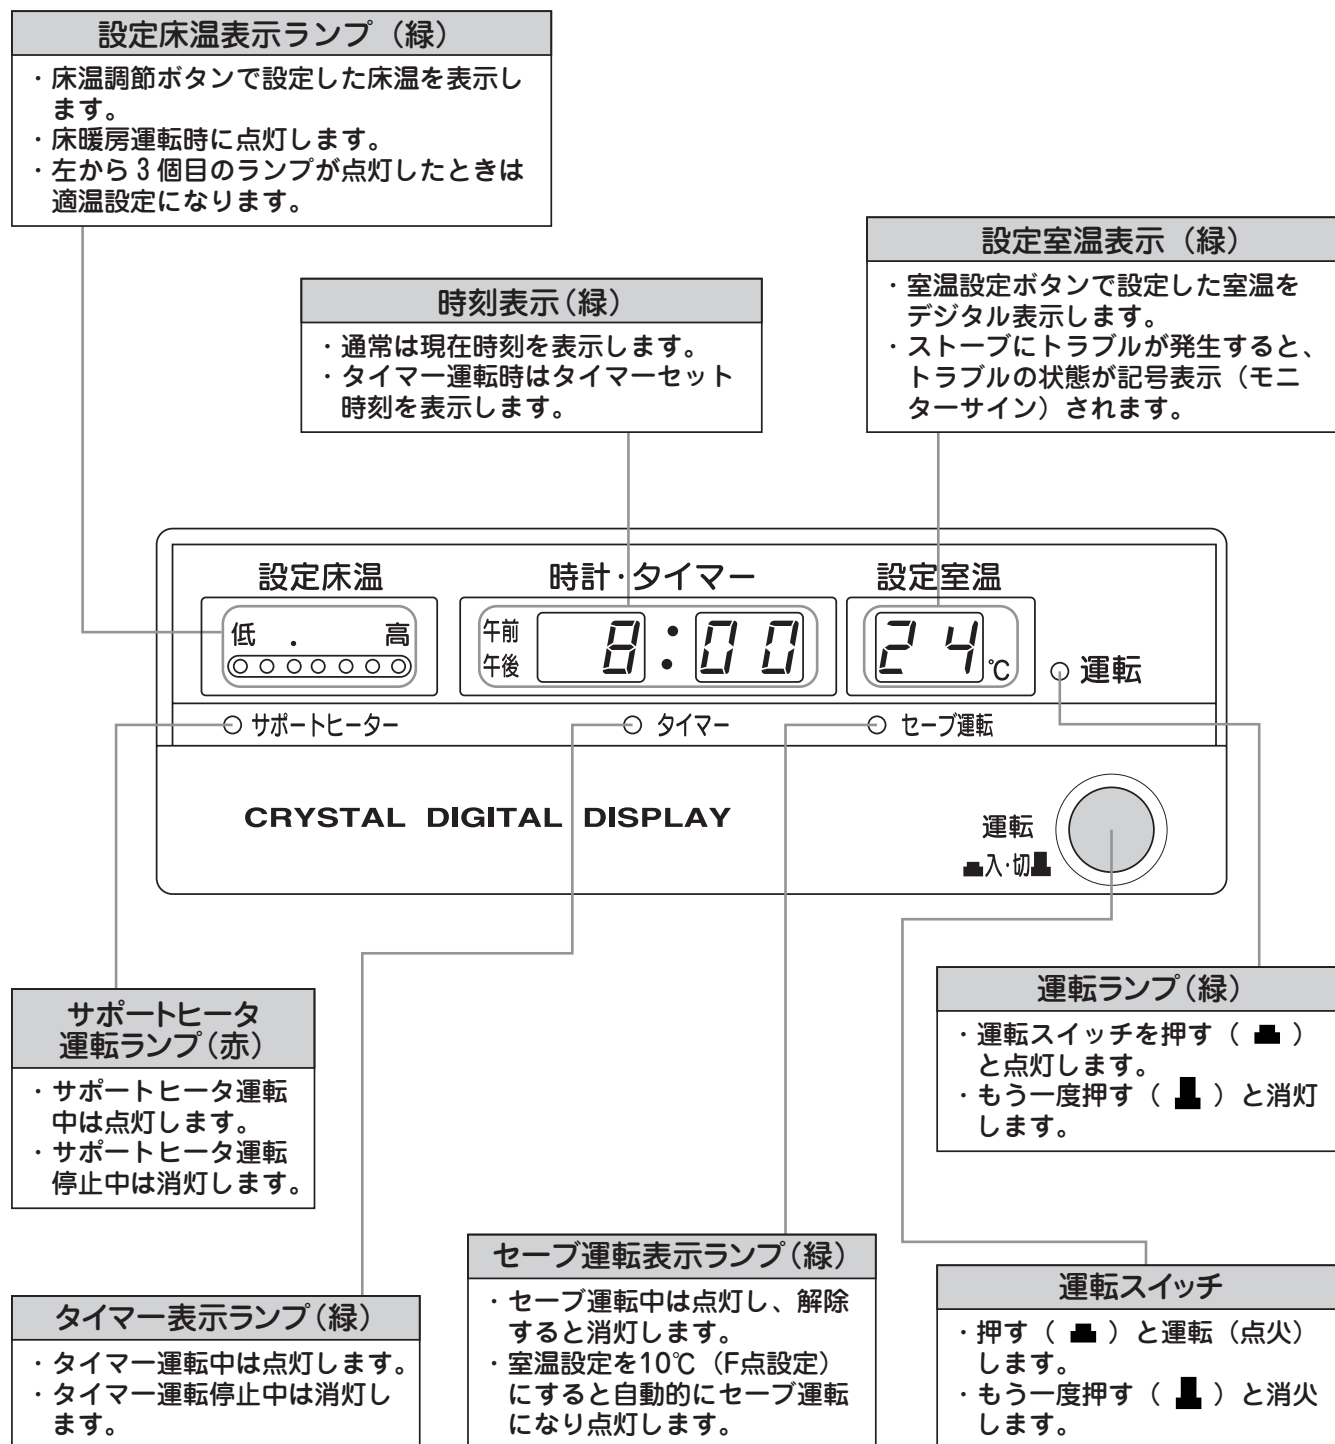 設定床温表示ランプ（緑）
・床温調節ボタンで設定した床温を表示し
ます。
・床暖房運転時に点灯します。
・左から3個目のランプが点灯したときは
適温設定になります。
設定室温表示（緑）
・室温設定ボタンで設定した室温を
デジタル表示します。
・ストーブにトラブルが発生すると、
トラブルの状態が記号表示（モニ
ターサイン）されます。
時刻表示（緑）
・通常は現在時刻を表示します。
・タイマー運転時はタイマーセット
時刻を表示します。
設定床温
時計・タイマー
設定室温
低 . 高
午前
午後
8:00
24℃
運転
サポートヒーター
タイマー
セーブ運転
CRYSTAL DIGITAL DISPLAY
運転
入・切
サポートヒータ
運転ランプ（赤）
・サポートヒータ運転
中は点灯します。
・サポートヒータ運転
停止中は消灯します。
運転ランプ（緑）
・運転スイッチを押す（ ）
と点灯します。
・もう一度押す（ ）と消灯
します。
タイマー表示ランプ（緑）
・タイマー運転中は点灯します。
・タイマー運転停止中は消灯し
ます。
セーブ運転表示ランプ（緑）
・セーブ運転中は点灯し、解除
すると消灯します。
・室温設定を10℃（F点設定）
にすると自動的にセーブ運転
になり点灯します。
運転スイッチ
・押す（ ）と運転（点火）
します。
・もう一度押す（ ）と消火
します。